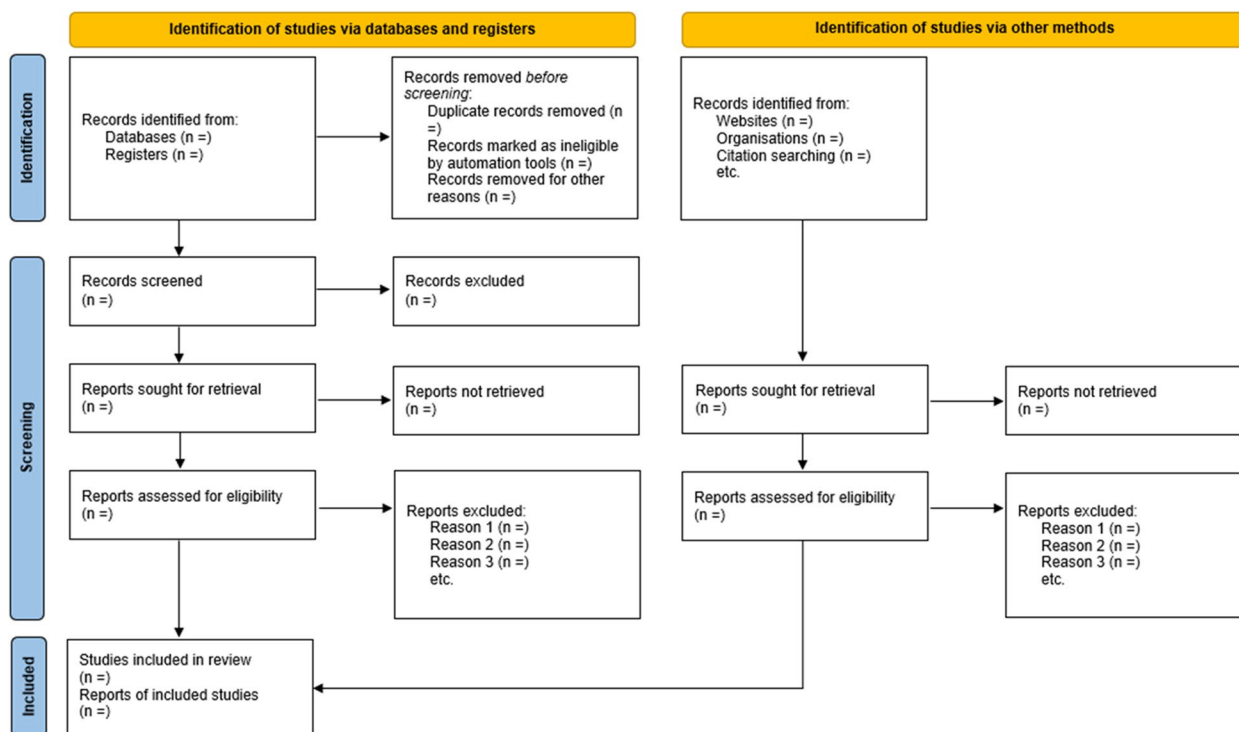 Identification of studies via databases and registers
Identification of studies via other methods
Identification
Records identified from:
Databases (n =)
Registers (n =)
Records removed before
screening:
Duplicate records removed (n
=)
Records marked as ineligible
by automation tools (n =)
Records removed for other
reasons (n =)
Records identified from:
Websites (n =)
Organisations (n =)
Citation searching (n =)
etc.
Screening
Records screened
(n =)
Records excluded
(n =)
Reports sought for retrieval
(n =)
Reports not retrieved
(n =)
Reports sought for retrieval
(n =)
Reports not retrieved
(n =)
Reports assessed for eligibility
(n =)
Reports excluded:
Reason 1 (n =)
Reason 2 (n =)
Reason 3 (n =)
etc.
Reports assessed for eligibility
(n =)
Reports excluded:
Reason 1 (n =)
Reason 2 (n =)
Reason 3 (n =)
etc.
Included
Studies included in review
(n =)
Reports of included studies
(n =)